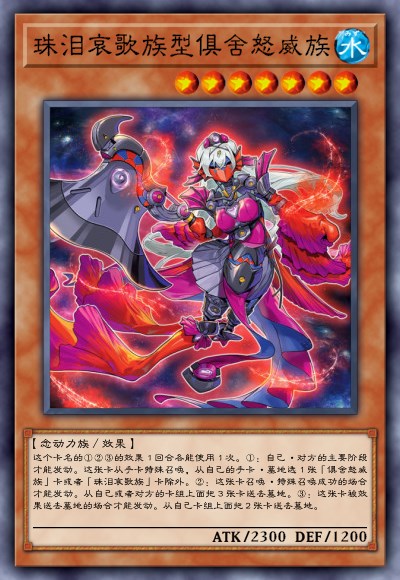 珠泪哀歌族型俱舍怒威族
水
【念动力族／效果】
这个卡名的①②③的效果1回合各能使用1次。①：自己·对方的主要阶段
才能发动。这张卡从手卡特殊召唤，从自己的手卡·墓地选1张「俱舍怒威
族」卡或者「珠泪哀歌族」卡除外。②：这张卡召唤·特殊召唤成功的场合
才能发动。从自己或者对方的卡组上面把3张卡送去墓地。③：这张卡被效
果送去墓地的场合才能发动。从自己卡组上面把2张卡送去墓地。
ATK/2300 DEF/1200